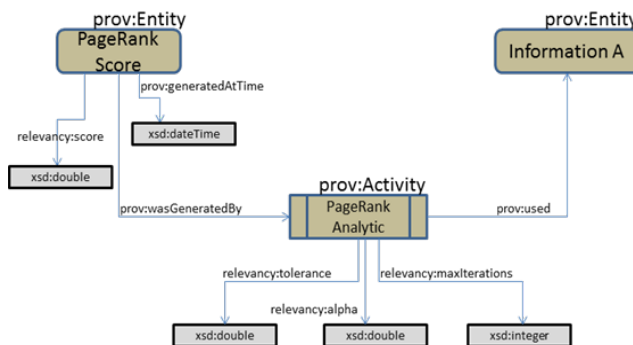 prov:Entity
prov:Entity
PageRank
Score
Information A
prov:generatedAtTime
relevancy:score
xsd:dateTime
xsd:double
prov:Activity
prov:wasGeneratedBy
PageRank
Analytic
prov:used
relevancy:tolerance
relevancy:maxIterations
relevancy:alpha
xsd:double
xsd:double
xsd:integer